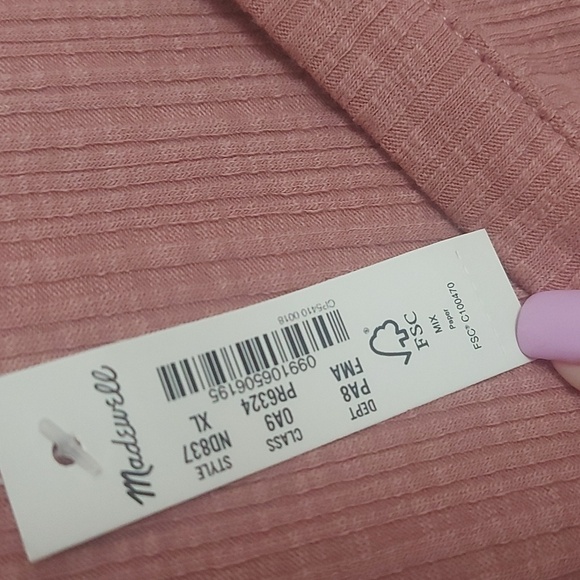 Madewell
DEPT CLASS STYLE
PA8 0A9 ND837
FMA PR6324 XL
099106506195
CP5410 0018
® FSC
MIX
Paper
FSC® C100470